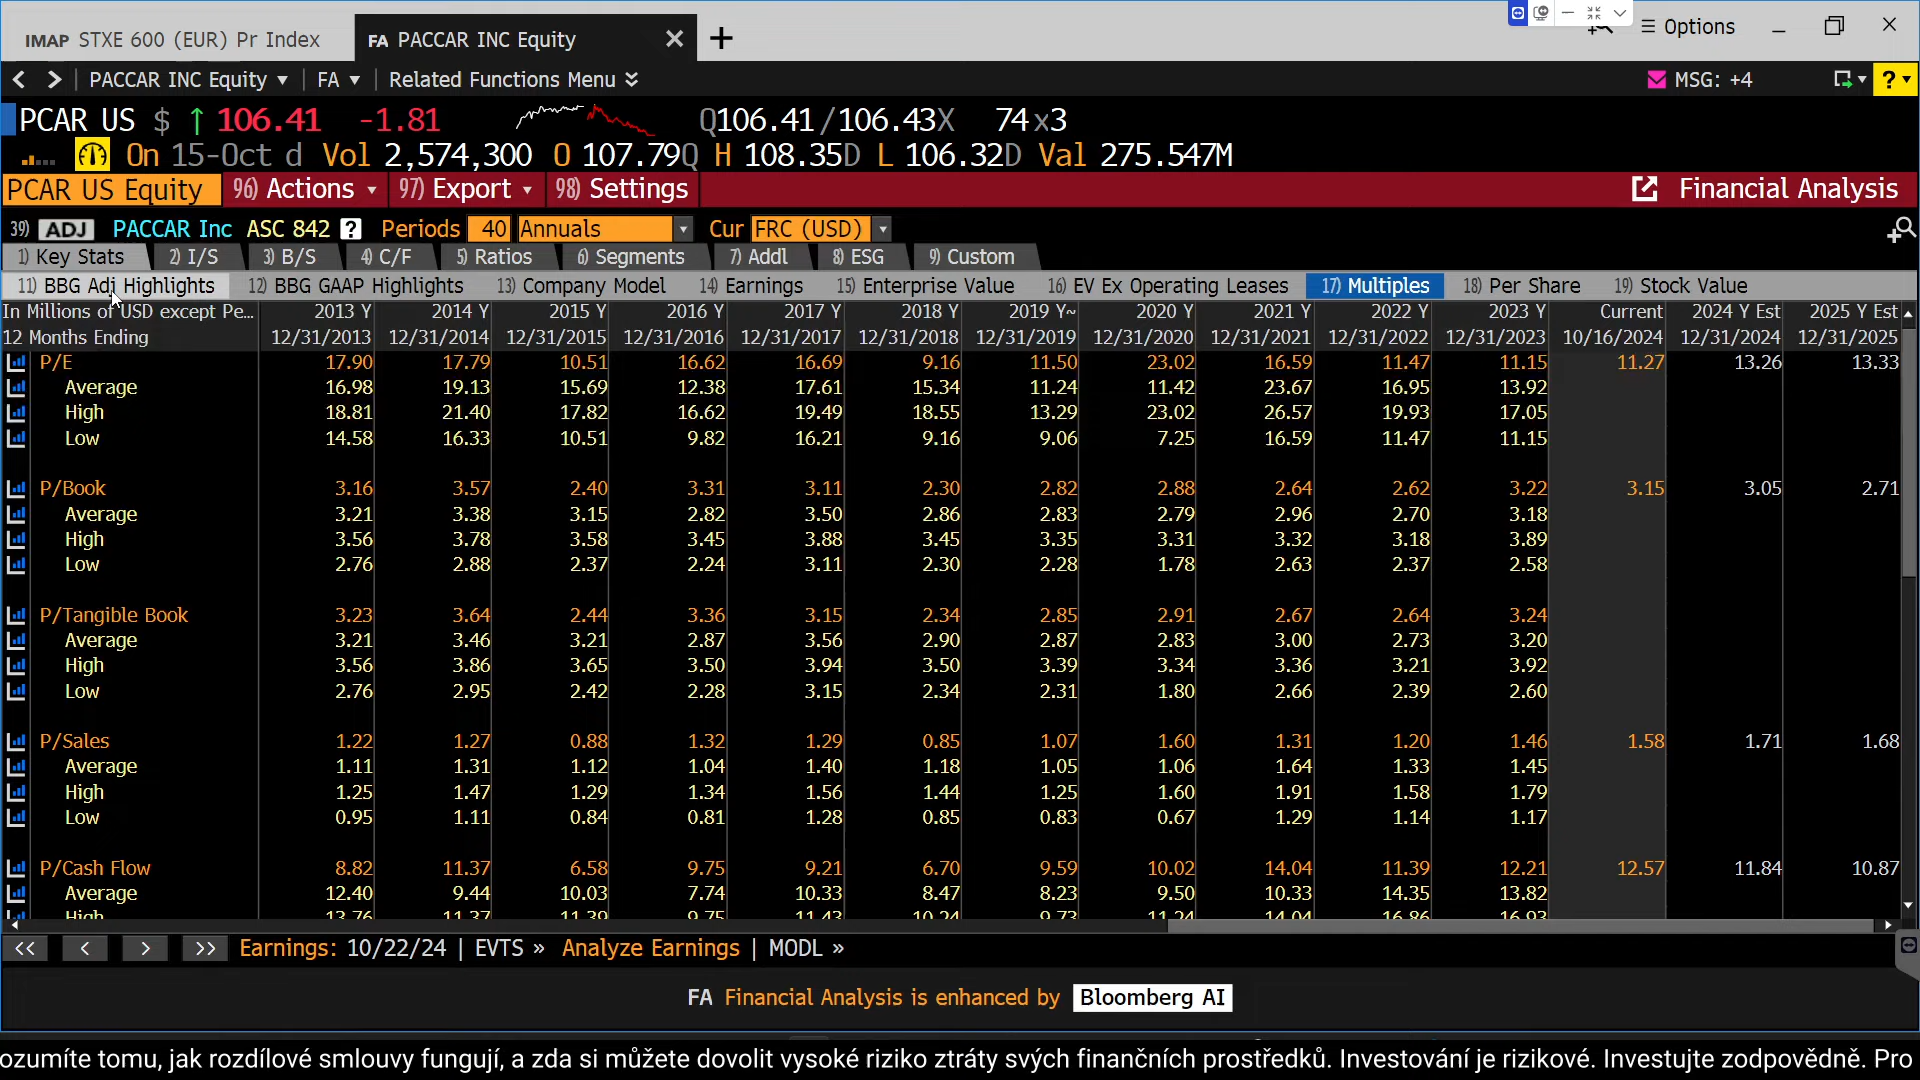 IMAP STXE 600 (EUR) Pr Index FA PACCAR INC Equity Options
PACCAR INC Equity FA Related Functions Menu MSG: +4 ?
PCAR US $ ↑ 106.41 -1.81 Q106.41/106.43X 74x3
On 15-Oct d Vol 2,574,300 O 107.79Q H 108.35D L 106.32D Val 275.547M
PCAR US Equity 96) Actions 97) Export 98) Settings Financial Analysis
39) ADJ PACCAR Inc ASC 842 ? Periods 40 Annuals Cur FRC (USD)
1) Key Stats 2) I/S 3) B/S 4) C/F 5) Ratios 6) Segments 7) Addl 8) ESG 9) Custom
11) BBG Adj Highlights 12) BBG GAAP Highlights 13) Company Model 14) Earnings 15) Enterprise Value 16) EV Ex Operating Leases 17) Multiples 18) Per Share 19) Stock Value
In Millions of USD except Pe... 2013 Y 2014 Y 2015 Y 2016 Y 2017 Y 2018 Y 2019 Y~ 2020 Y 2021 Y 2022 Y 2023 Y Current 2024 Y Est 2025 Y Est
12 Months Ending 12/31/2013 12/31/2014 12/31/2015 12/31/2016 12/31/2017 12/31/2018 12/31/2019 12/31/2020 12/31/2021 12/31/2022 12/31/2023 10/16/2024 12/31/2024 12/31/2025
P/E 17.90 17.79 10.51 16.62 16.69 9.16 11.50 23.02 16.59 11.47 11.15 11.27 13.26 13.33
Average 16.98 19.13 15.69 12.38 17.61 15.34 11.24 11.42 23.67 16.95 13.92
High 18.81 21.40 17.82 16.62 19.49 18.55 13.29 23.02 26.57 19.93 17.05
Low 14.58 16.33 10.51 9.82 16.21 9.16 9.06 7.25 16.59 11.47 11.15
P/Book 3.16 3.57 2.40 3.31 3.11 2.30 2.82 2.88 2.64 2.62 3.22 3.15 3.05 2.71
Average 3.21 3.38 3.15 2.82 3.50 2.86 2.83 2.79 2.96 2.70 3.18
High 3.56 3.78 3.58 3.45 3.88 3.45 3.35 3.31 3.32 3.18 3.89
Low 2.76 2.88 2.37 2.24 3.11 2.30 2.28 1.78 2.63 2.37 2.58
P/Tangible Book 3.23 3.64 2.44 3.36 3.15 2.34 2.85 2.91 2.67 2.64 3.24
Average 3.21 3.46 3.21 2.87 3.56 2.90 2.87 2.83 3.00 2.73 3.20
High 3.56 3.86 3.65 3.50 3.94 3.50 3.39 3.34 3.36 3.21 3.92
Low 2.76 2.95 2.42 2.28 3.15 2.34 2.31 1.80 2.66 2.39 2.60
P/Sales 1.22 1.27 0.88 1.32 1.29 0.85 1.07 1.60 1.31 1.20 1.46 1.58 1.71 1.68
Average 1.11 1.31 1.12 1.04 1.40 1.18 1.05 1.06 1.64 1.33 1.45
High 1.25 1.47 1.29 1.34 1.56 1.44 1.25 1.60 1.91 1.58 1.79
Low 0.95 1.11 0.84 0.81 1.28 0.85 0.83 0.67 1.29 1.14 1.17
P/Cash Flow 8.82 11.37 6.58 9.75 9.21 6.70 9.59 10.02 14.04 11.39 12.21 12.57 11.84 10.87
Average 12.40 9.44 10.03 7.74 10.33 8.47 8.23 9.50 10.33 14.35 13.82
High 13.76 11.37 11.39 9.75 11.43 10.24 9.73 11.24 14.04 16.86 16.93
<< < > >> Earnings: 10/22/24 | EVTS » Analyze Earnings | MODL »
FA Financial Analysis is enhanced by Bloomberg AI
ozumíte tomu, jak rozdílové smlouvy fungují, a zda si můžete dovolit vysoké riziko ztráty svých finančních prostředků. Investování je rizikové. Investujte zodpovědně. Pro